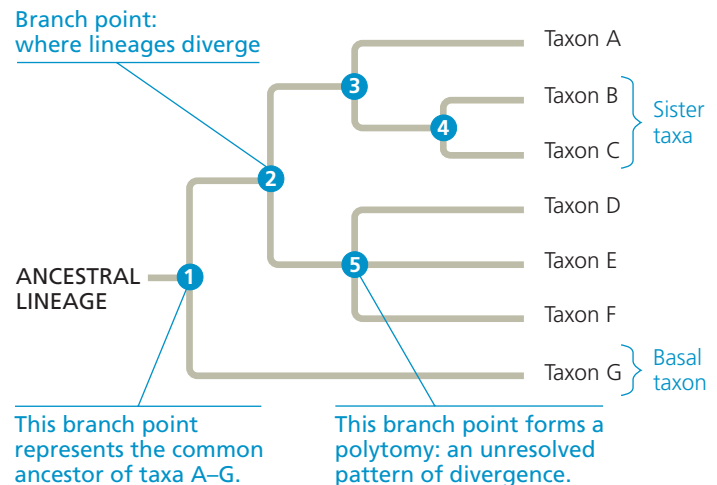 Branch point:
where lineages diverge
Taxon A
3
Taxon B
4
Sister
taxa
Taxon C
2
Taxon D
ANCESTRAL
LINEAGE
1
5
Taxon E
Taxon F
Taxon G
Basal
taxon
This branch point
represents the common
ancestor of taxa A–G.
This branch point forms a
polytomy: an unresolved
pattern of divergence.